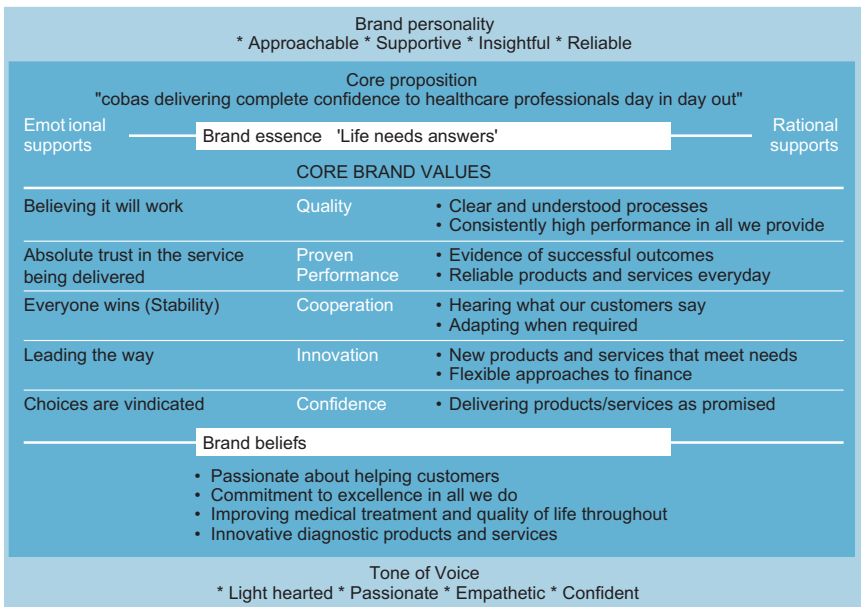 Brand personality
* Approachable * Supportive * Insightful * Reliable
Core proposition
"cobas delivering complete confidence to healthcare professionals day in day out"
Emotional
supports
Brand essence 'Life needs answers'
Rational
supports
CORE BRAND VALUES
Believing it will work
Quality
• Clear and understood processes
• Consistently high performance in all we provide
Absolute trust in the service
being delivered
Proven
Performance
• Evidence of successful outcomes
• Reliable products and services everyday
Everyone wins (Stability)
Cooperation
• Hearing what our customers say
• Adapting when required
Leading the way
Innovation
• New products and services that meet needs
• Flexible approaches to finance
Choices are vindicated
Confidence
• Delivering products/services as promised
Brand beliefs
• Passionate about helping customers
• Commitment to excellence in all we do
• Improving medical treatment and quality of life throughout
• Innovative diagnostic products and services
Tone of Voice
* Light hearted * Passionate * Empathetic * Confident